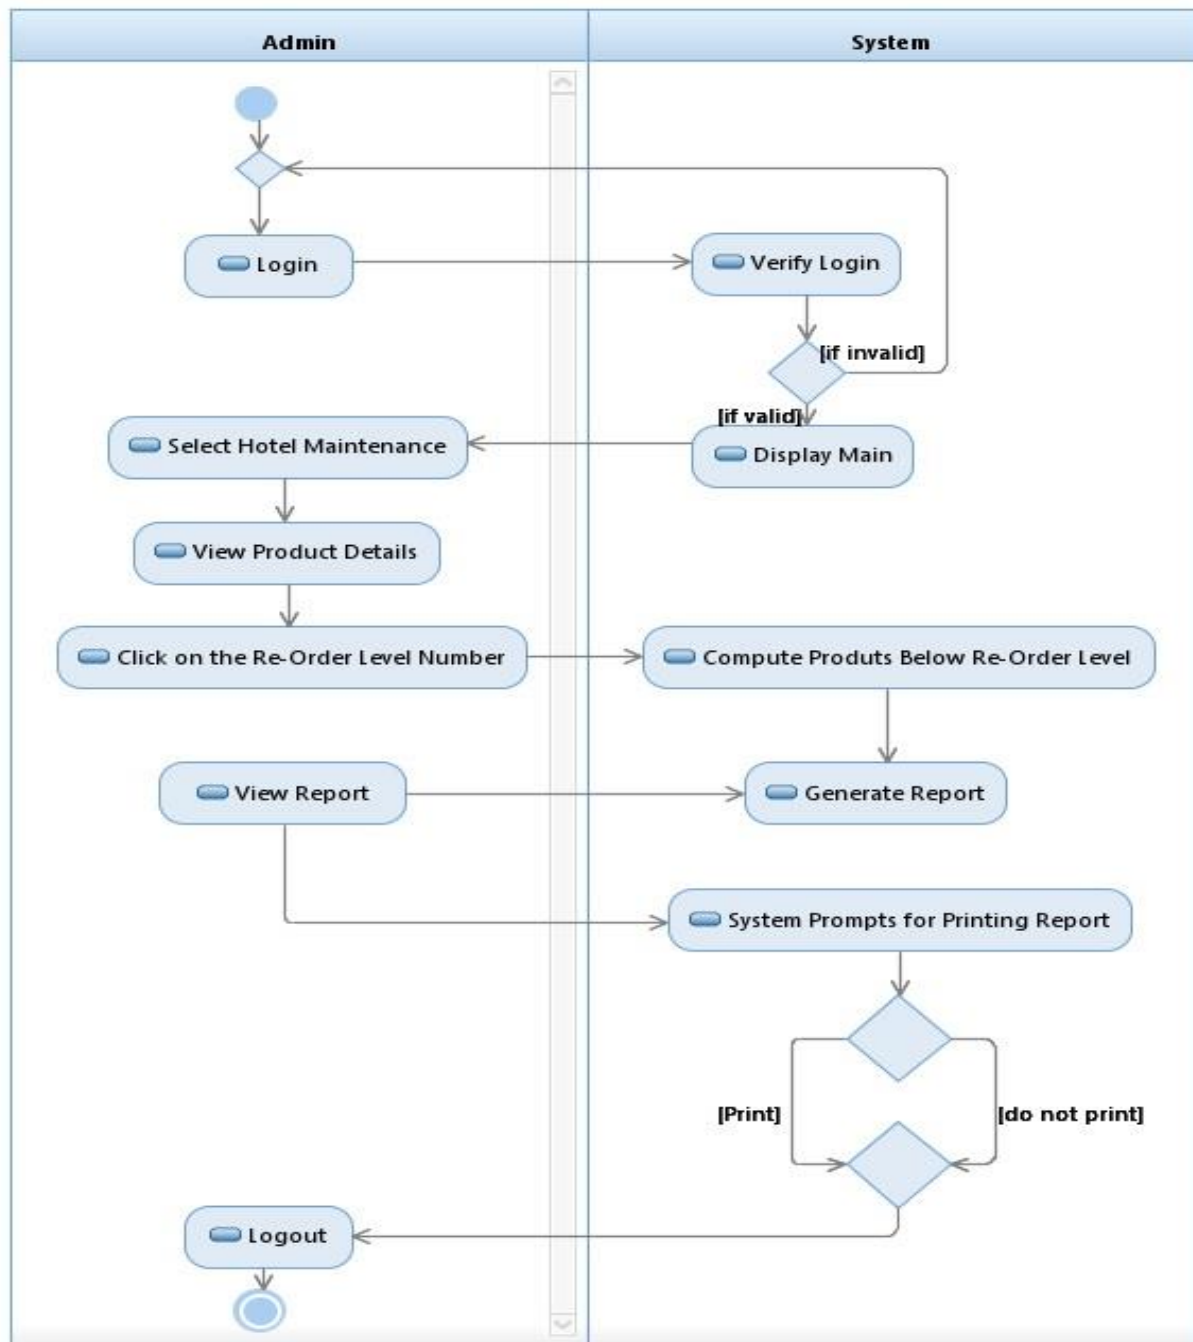 Admin
System
Login
Verify Login
[if invalid]
[if valid]
Select Hotel Maintenance
Display Main
View Product Details
Click on the Re-Order Level Number
Compute Produts Below Re-Order Level
View Report
Generate Report
System Prompts for Printing Report
[Print]
[do not print]
Logout